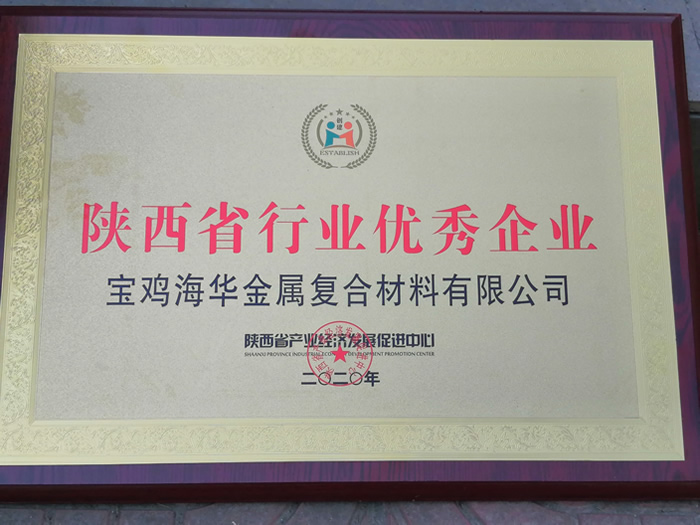 创建
ESTABLISH
陕西省行业优秀企业
宝鸡海华金属复合材料有限公司
陕西省产业经济发展促进中心
SHAANXI PROVINCE INDUSTRIAL ECONOMIC DEVELOPMENT PROMOTION CENTER
二〇二〇年